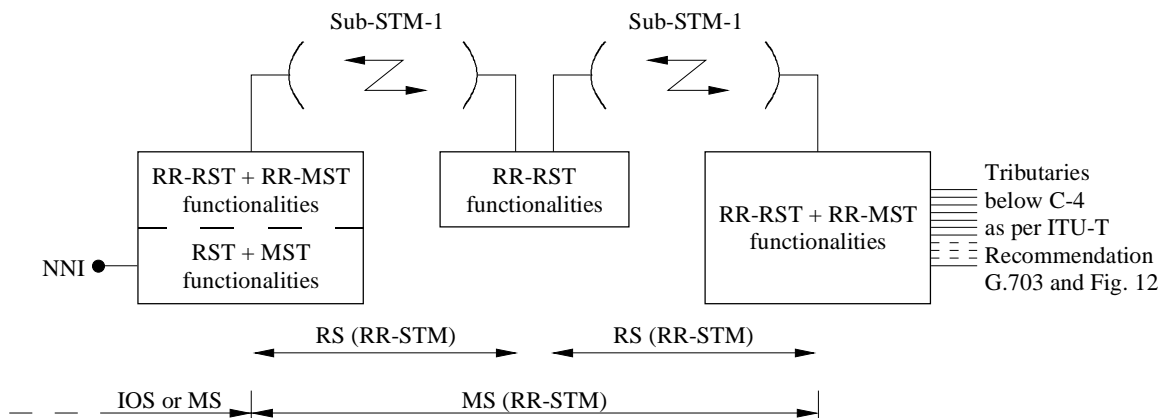 Sub-STM-1
Sub-STM-1
RR-RST + RR-MST
functionalities
RST + MST
functionalities
NNI
RR-RST
functionalities
RR-RST + RR-MST
functionalities
Tributaries
below C-4
as per ITU-T
Recommendation
G.703 and Fig. 12
RS (RR-STM)
RS (RR-STM)
IOS or MS
MS (RR-STM)